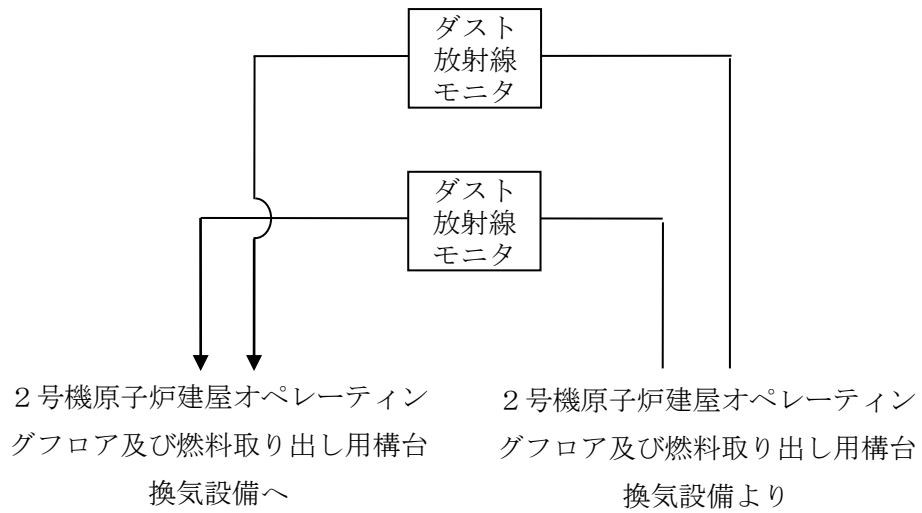 ダスト
放射線
モニタ
ダスト
放射線
モニタ
２号機原子炉建屋オペレーティン
グフロア及び燃料取り出し用構台
換気設備へ
２号機原子炉建屋オペレーティン
グフロア及び燃料取り出し用構台
換気設備より